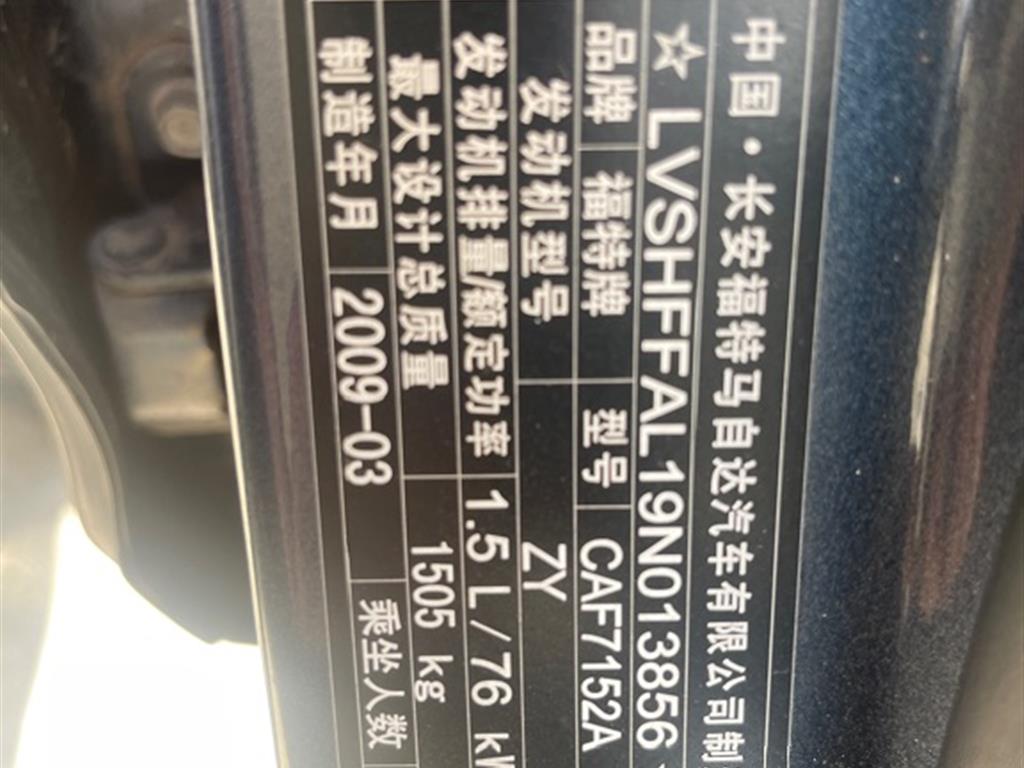 中国·长安福特马自达汽车有限公司制
☆LVSHFFAL19N013856
品牌 福特牌 型号 CAF7152A
发动机型号 ZY
发动机排量/额定功率 1.5 L/76 kW
最大设计总质量 1505 kg
制造年月 2009-03 乘坐人数